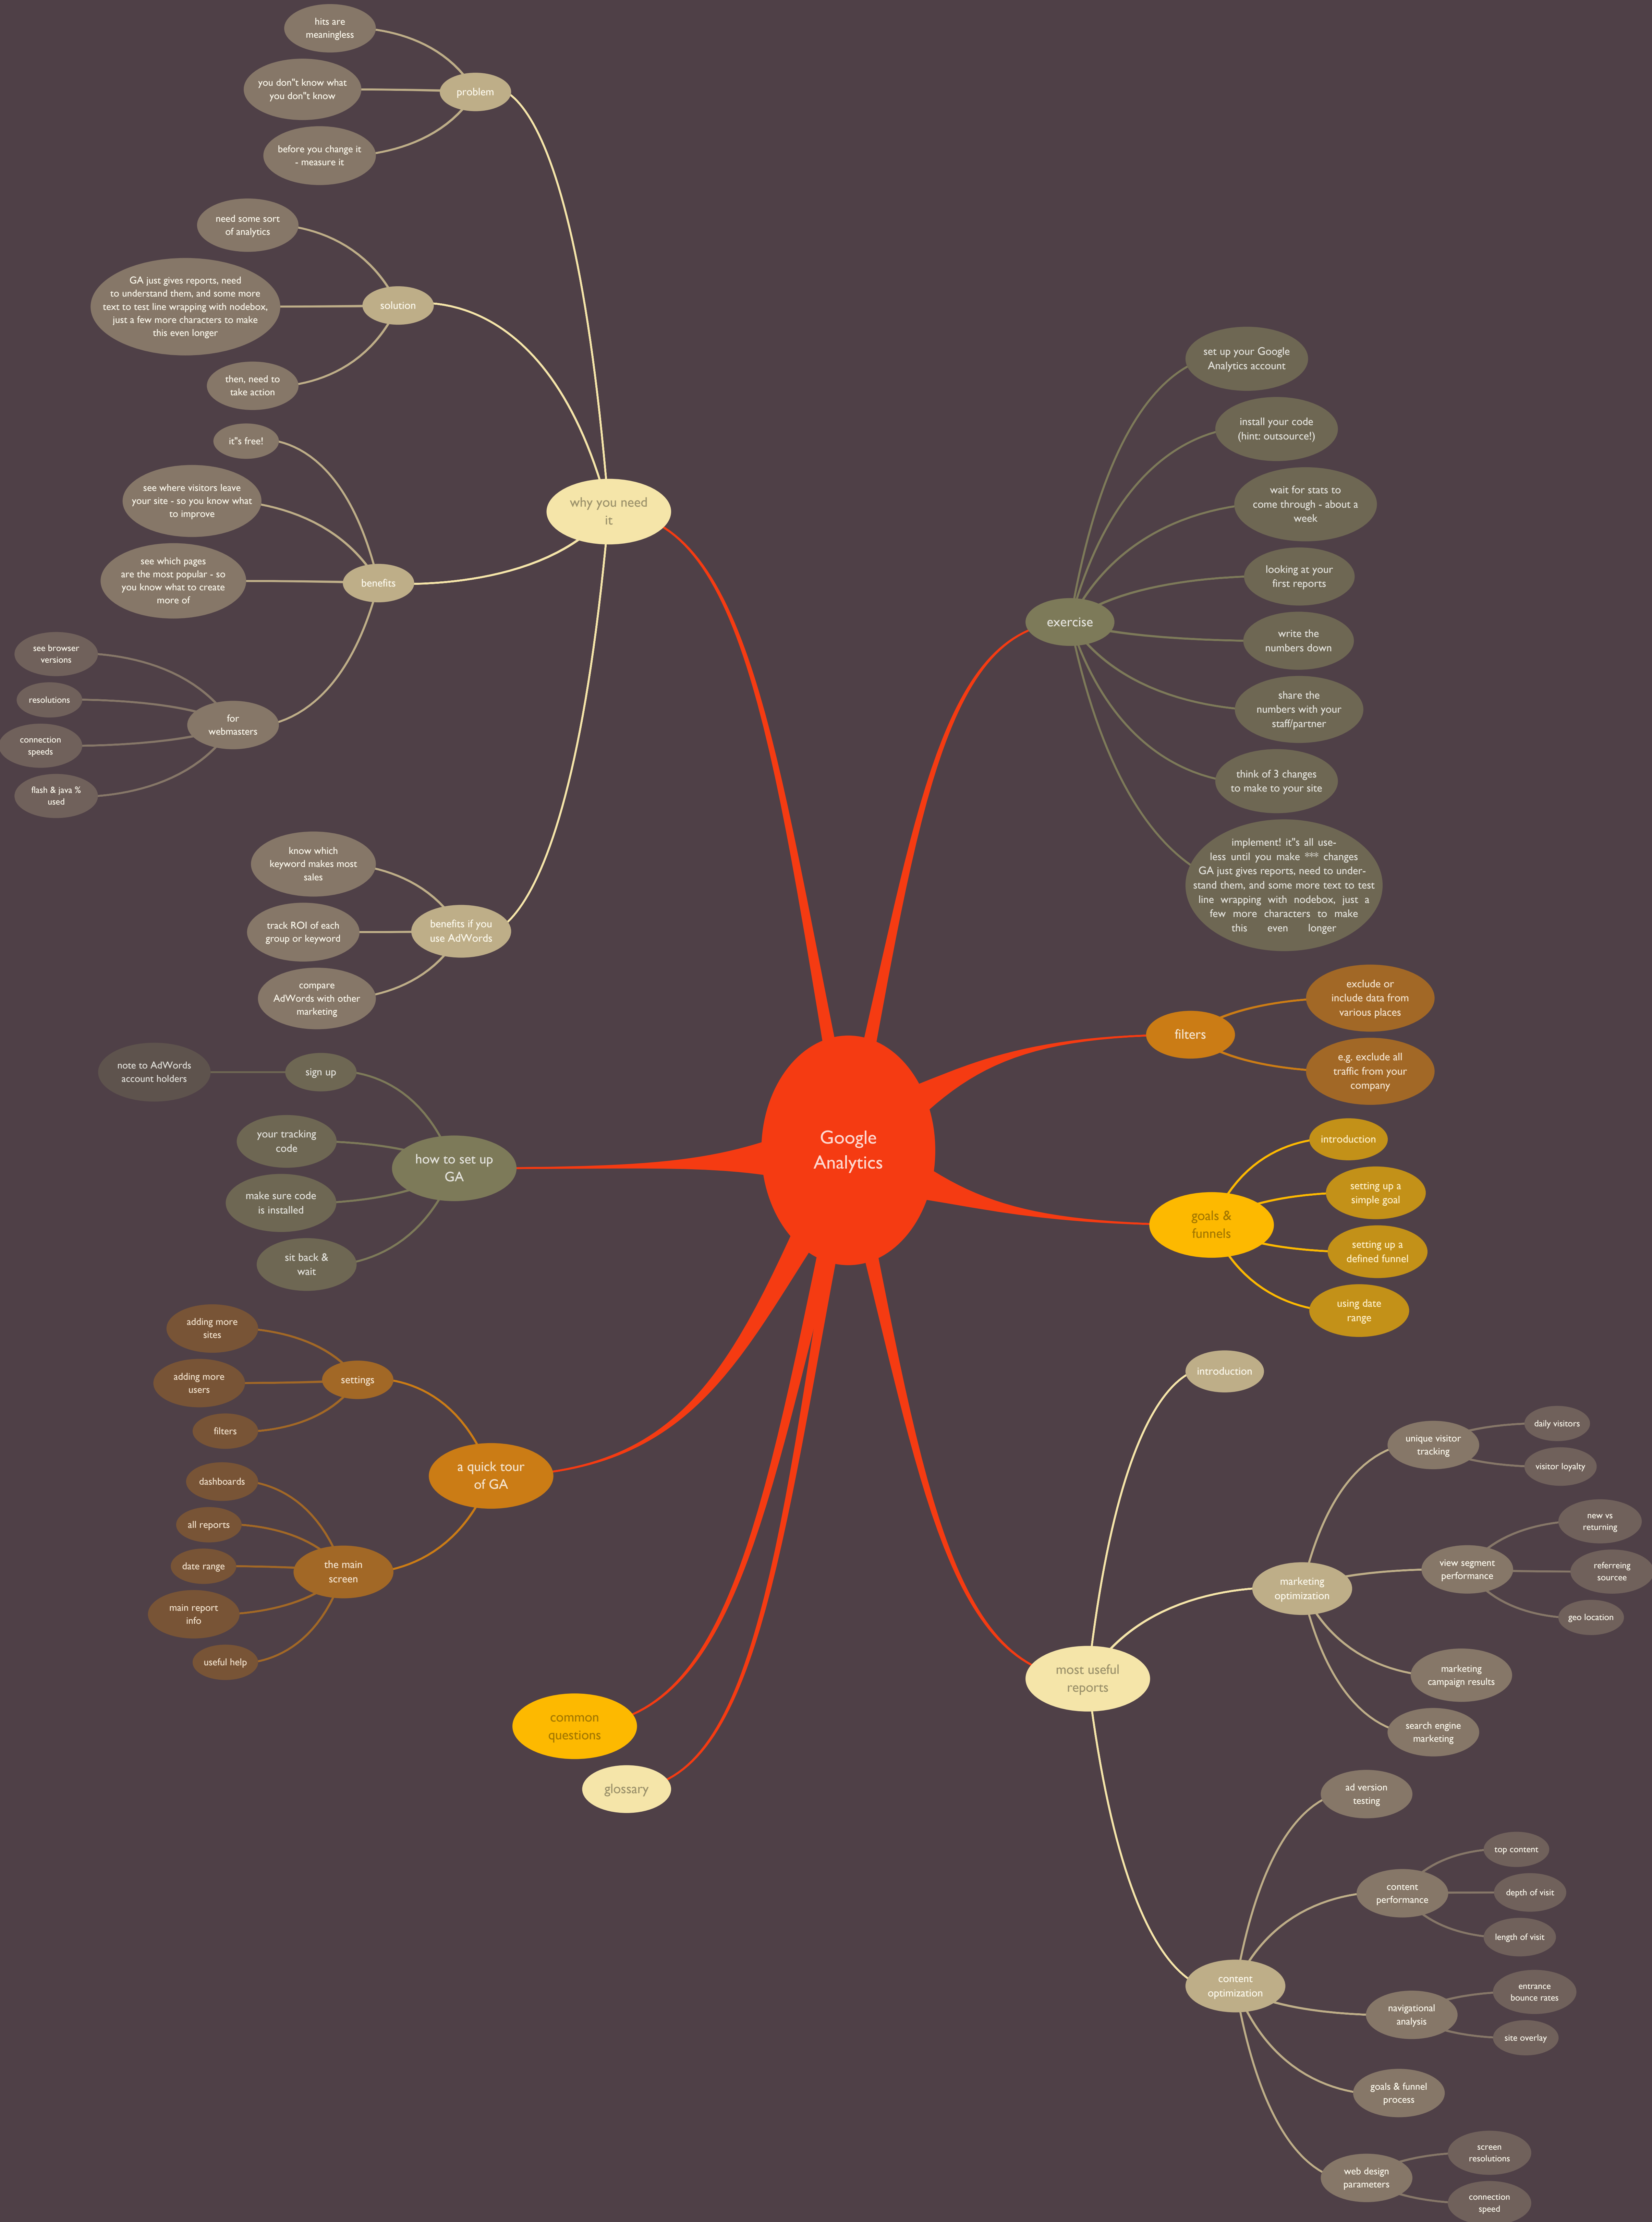 hits are
meaningless
you don"t know what
you don"t know
before you change it
- measure it
problem
need some sort
of analytics
GA just gives reports, need
to understand them, and some more
text to test line wrapping with nodebox,
just a few more characters to make
this even longer
then, need to
take action
solution
it"s free!
see where visitors leave
your site - so you know what
to improve
see which pages
are the most popular - so
you know what to create
more of
benefits
see browser
versions
resolutions
connection
speeds
flash & java %
used
for
webmasters
why you need
it
know which
keyword makes most
sales
track ROI of each
group or keyword
compare
AdWords with other
marketing
benefits if you
use AdWords
note to AdWords
account holders
sign up
your tracking
code
make sure code
is installed
sit back &
wait
how to set up
GA
adding more
sites
adding more
users
filters
settings
dashboards
all reports
date range
main report
info
useful help
the main
screen
a quick tour
of GA
common
questions
glossary
Google
Analytics
exercise
set up your Google
Analytics account
install your code
(hint: outsource!)
wait for stats to
come through - about a
week
looking at your
first reports
write the
numbers down
share the
numbers with your
staff/partner
think of 3 changes
to make to your site
implement! it"s all use-
less until you make *** changes
GA just gives reports, need to under-
stand them, and some more text to test
line wrapping with nodebox, just a
few more characters to make
this even longer
filters
exclude or
include data from
various places
e.g. exclude all
traffic from your
company
goals &
funnels
introduction
setting up a
simple goal
setting up a
defined funnel
using date
range
most useful
reports
introduction
marketing
optimization
unique visitor
tracking
daily visitors
visitor loyalty
view segment
performance
new vs
returning
referreing
sourcee
geo location
marketing
campaign results
search engine
marketing
content
optimization
ad version
testing
content
performance
top content
depth of visit
length of visit
navigational
analysis
entrance
bounce rates
site overlay
goals & funnel
process
web design
parameters
screen
resolutions
connection
speed